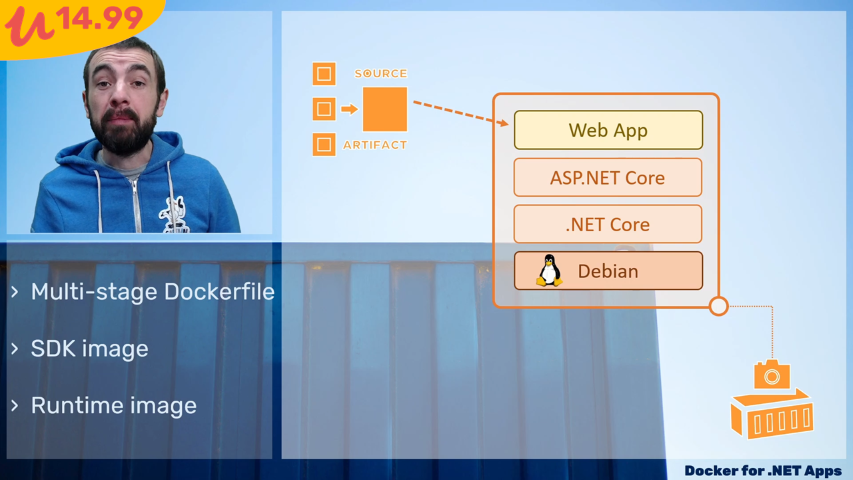 u 14.99
SOURCE
ARTIFACT
Web App
ASP.NET Core
.NET Core
Debian
› Multi-stage Dockerfile
› SDK image
› Runtime image
Docker for .NET Apps